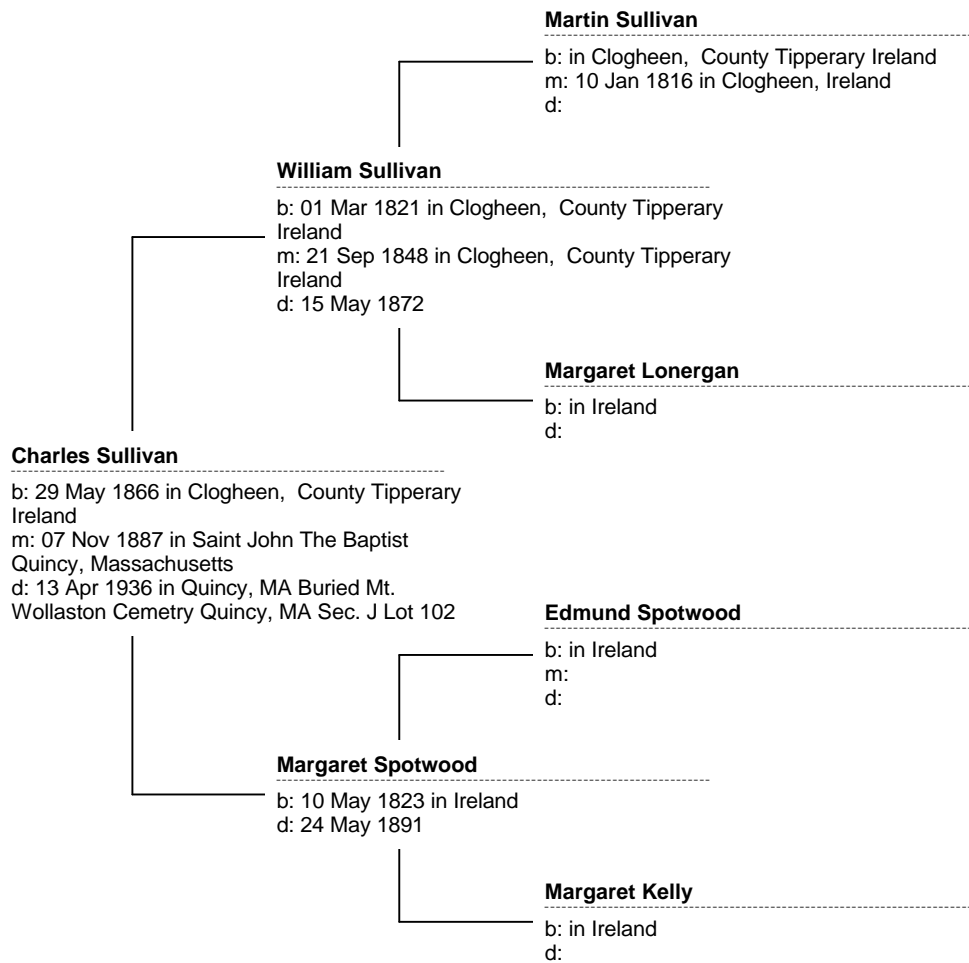 Martin Sullivan
b: in Clogheen, County Tipperary Ireland
m: 10 Jan 1816 in Clogheen, Ireland
d:
William Sullivan
b: 01 Mar 1821 in Clogheen, County Tipperary
Ireland
m: 21 Sep 1848 in Clogheen, County Tipperary
Ireland
d: 15 May 1872
Margaret Lonergan
b: in Ireland
d:
Charles Sullivan
b: 29 May 1866 in Clogheen, County Tipperary
Ireland
m: 07 Nov 1887 in Saint John The Baptist
Quincy, Massachusetts
d: 13 Apr 1936 in Quincy, MA Buried Mt.
Wollaston Cemetry Quincy, MA Sec. J Lot 102
Edmund Spotwood
b: in Ireland
m:
d:
Margaret Spotwood
b: 10 May 1823 in Ireland
d: 24 May 1891
Margaret Kelly
b: in Ireland
d: